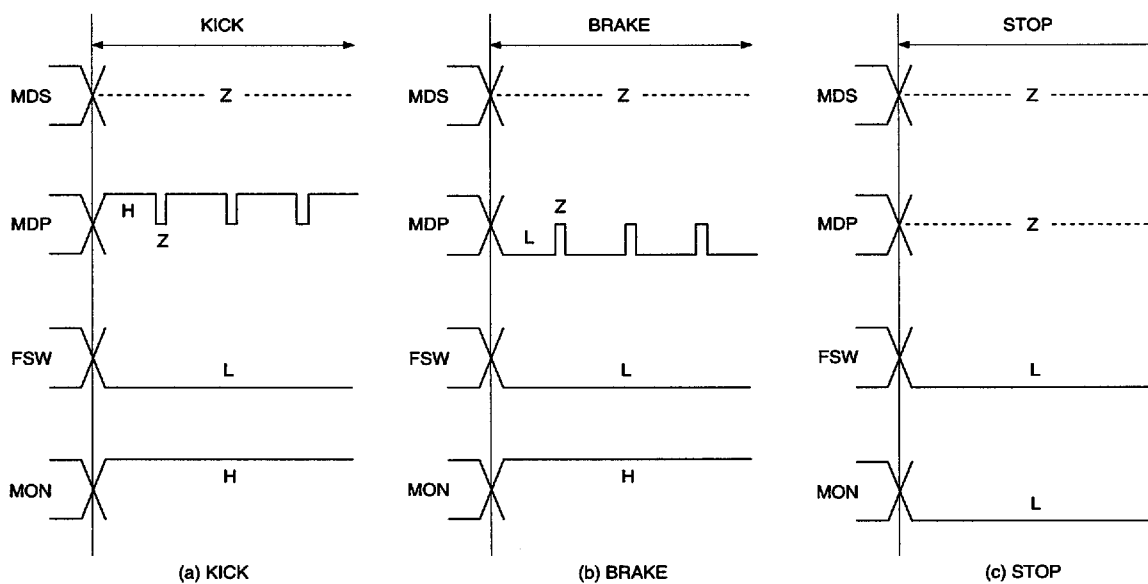 KICK
MDS
Z
MDP
H
Z
FSW
L
MON
H
(a) KICK
BRAKE
MDS
Z
MDP
Z
L
FSW
L
MON
H
(b) BRAKE
STOP
MDS
Z
MDP
Z
FSW
L
MON
L
(c) STOP